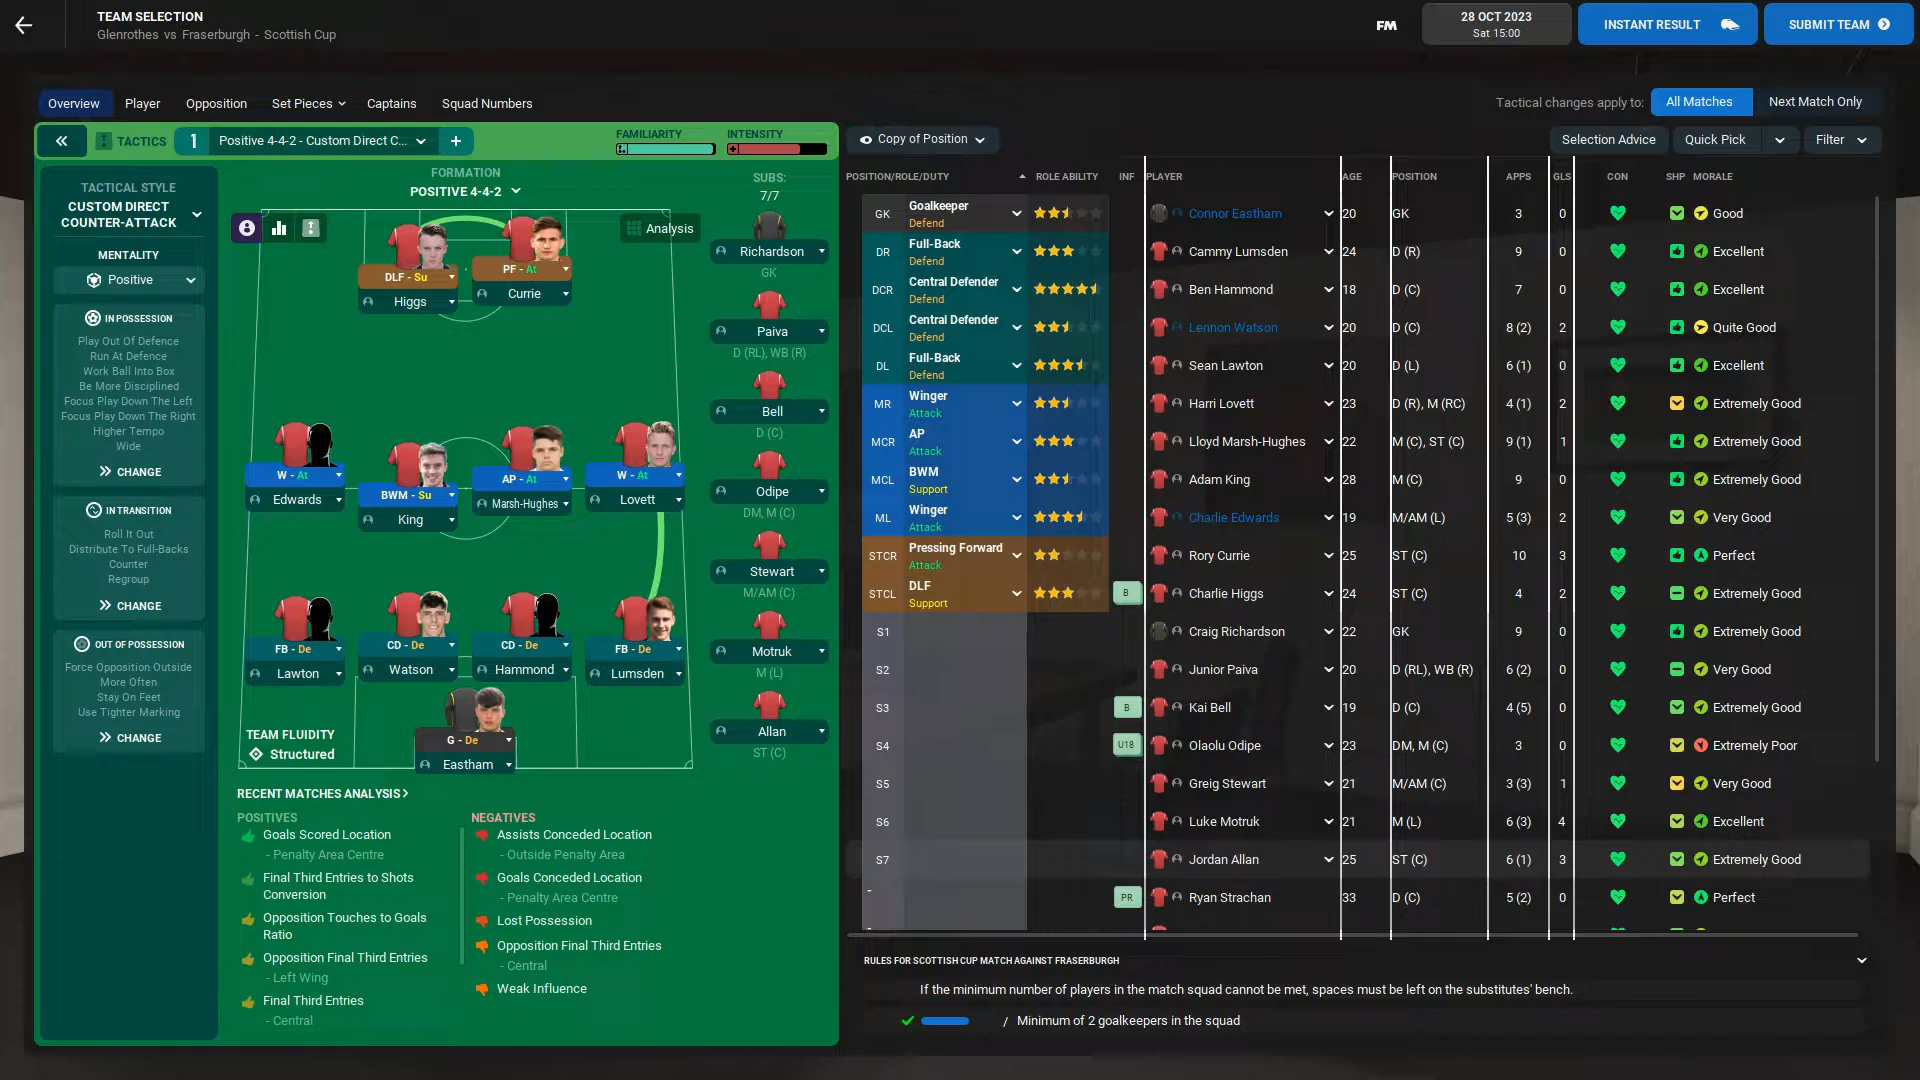 TEAM SELECTION
Glenrothes vs Fraserburgh - Scottish Cup
FM
28 OCT 2023
Sat 15:00
INSTANT RESULT
SUBMIT TEAM
Overview
Player
Opposition
Set Pieces
Captains
Squad Numbers
Tactical changes apply to:
All Matches
Next Match Only
TACTICS
1
Positive 4-4-2 - Custom Direct C...
+
FAMILIARITY
INTENSITY
TACTICAL STYLE
CUSTOM DIRECT
COUNTER-ATTACK
MENTALITY
Positive
IN POSSESSION
Play Out Of Defence
Run At Defence
Work Ball Into Box
Be More Disciplined
Focus Play Down The Left
Focus Play Down The Right
Higher Tempo
Wide
CHANGE
IN TRANSITION
Roll It Out
Distribute To Full-Backs
Counter
Regroup
CHANGE
OUT OF POSSESSION
Force Opposition Outside
More Often
Stay On Feet
Use Tighter Marking
CHANGE
FORMATION
POSITIVE 4-4-2
Analysis
DLF - Su
Higgs
PF - At
Currie
W - At
Edwards
BWM - Su
King
AP - At
Marsh-Hughes
W - At
Lovett
FB - De
Lawton
CD - De
Watson
CD - De
Hammond
FB - De
Lumsden
G - De
Eastham
TEAM FLUIDITY
Structured
SUBS:
7/7
Richardson
GK
Paiva
D (RL), WB (R)
Bell
D (C)
Odipe
DM, M (C)
Stewart
M/AM (C)
Motruk
M (L)
Allan
ST (C)
RECENT MATCHES ANALYSIS
POSITIVES
Goals Scored Location
- Penalty Area Centre
Final Third Entries to Shots
Conversion
Opposition Touches to Goals
Ratio
Opposition Final Third Entries
- Left Wing
Final Third Entries
- Central
NEGATIVES
Assists Conceded Location
- Outside Penalty Area
Goals Conceded Location
- Penalty Area Centre
Lost Possession
Opposition Final Third Entries
- Central
Weak Influence
Copy of Position
Selection Advice
Quick Pick
Filter
POSITION/ROLE/DUTY ROLE ABILITY INF PLAYER AGE POSITION APPS GLS CON SHP MORALE
GK Goalkeeper Defend Connor Eastham 20 GK 3 0 Good
DR Full-Back Defend Cammy Lumsden 24 D (R) 9 0 Excellent
DCR Central Defender Defend Ben Hammond 18 D (C) 7 0 Excellent
DCL Central Defender Defend Lennon Watson 20 D (C) 8 (2) 2 Quite Good
DL Full-Back Defend Sean Lawton 20 D (L) 6 (1) 0 Excellent
MR Winger Attack Harri Lovett 23 D (R), M (RC) 4 (1) 2 Extremely Good
MCR AP Attack Lloyd Marsh-Hughes 22 M (C), ST (C) 9 (1) 1 Extremely Good
MCL BWM Support Adam King 28 M (C) 9 0 Extremely Good
ML Winger Attack Charlie Edwards 19 M/AM (L) 5 (3) 2 Very Good
STCR Pressing Forward Attack Rory Currie 25 ST (C) 10 3 Perfect
STCL DLF Support B Charlie Higgs 24 ST (C) 4 2 Extremely Good
S1 Craig Richardson 22 GK 9 0 Extremely Good
S2 Junior Paiva 20 D (RL), WB (R) 6 (2) 0 Very Good
S3 B Kai Bell 19 D (C) 4 (5) 0 Extremely Good
S4 U18 Olaolu Odipe 23 DM, M (C) 3 0 Extremely Poor
S5 Greig Stewart 21 M/AM (C) 3 (3) 1 Very Good
S6 Luke Motruk 21 M (L) 6 (3) 4 Excellent
S7 Jordan Allan 25 ST (C) 6 (1) 3 Extremely Good
- PR Ryan Strachan 33 D (C) 5 (2) 0 Perfect
-
RULES FOR SCOTTISH CUP MATCH AGAINST FRASERBURGH
If the minimum number of players in the match squad cannot be met, spaces must be left on the substitutes' bench.
/ Minimum of 2 goalkeepers in the squad